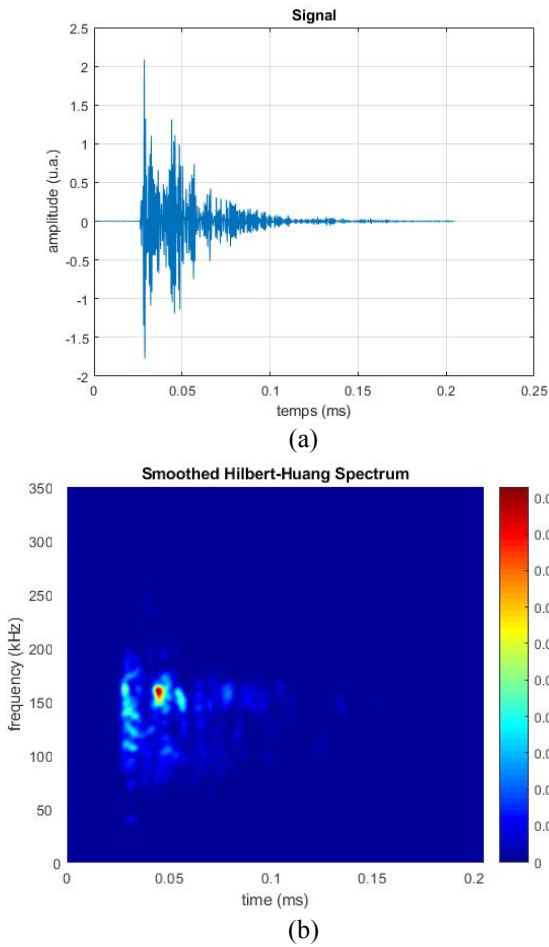 Signal
2.5
2
1.5
1
0.5
0
-0.5
-1
-1.5
-2
amplitude (u.a.)
0 0.05 0.1 0.15 0.2 0.25
temps (ms)
(a)
Smoothed Hilbert-Huang Spectrum
350
300
250
200
150
100
50
0
frequency (kHz)
0 0.05 0.1 0.15 0.2
time (ms)
0
(b)